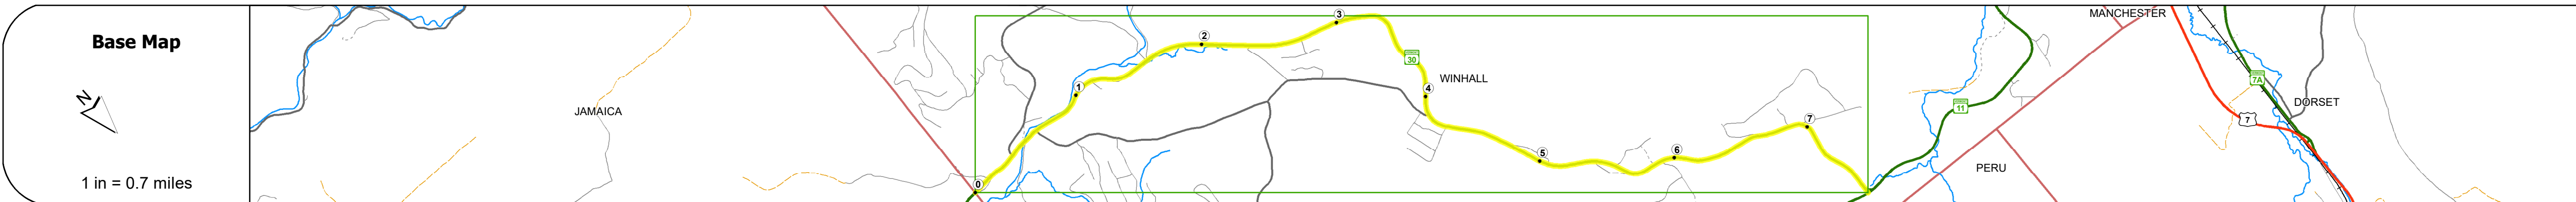 Base Map
N
1 in = 0.7 miles
JAMAICA
0
1
2
3
30
WINHALL
4
5
6
7
11
MANCHESTER
PERU
7A
7
DORSET